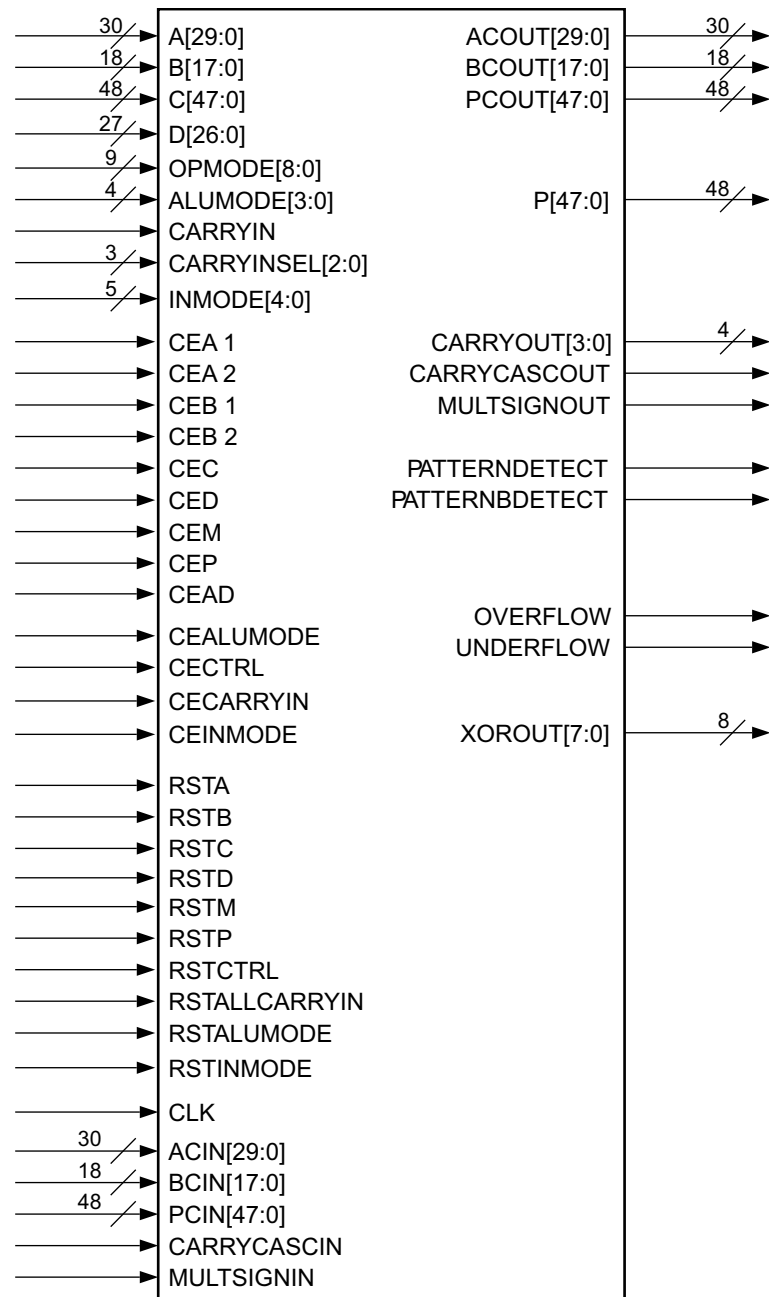 30 A[29:0] ACOUT[29:0] 30
18 B[17:0] BCOUT[17:0] 18
48 C[47:0] PCOUT[47:0] 48
27 D[26:0]
9 OPMODE[8:0]
4 ALUMODE[3:0] P[47:0] 48
CARRYIN
3 CARRYINSEL[2:0]
5 INMODE[4:0]
CEA 1 CARRYOUT[3:0] 4
CEA 2 CARRYCASCOUT
CEB 1 MULTSIGNOUT
CEB 2
CEC PATTERNDETECT
CED PATTERNBDETECT
CEM
CEP
CEAD
OVERFLOW
CEALUMODE UNDERFLOW
CECTRL
CECARRYIN
CEINMODE XOROUT[7:0] 8
RSTA
RSTB
RSTC
RSTD
RSTM
RSTP
RSTCTRL
RSTALLCARRYIN
RSTALUMODE
RSTINMODE
CLK
30 ACIN[29:0]
18 BCIN[17:0]
48 PCIN[47:0]
CARRYCASCIN
MULTSIGNIN